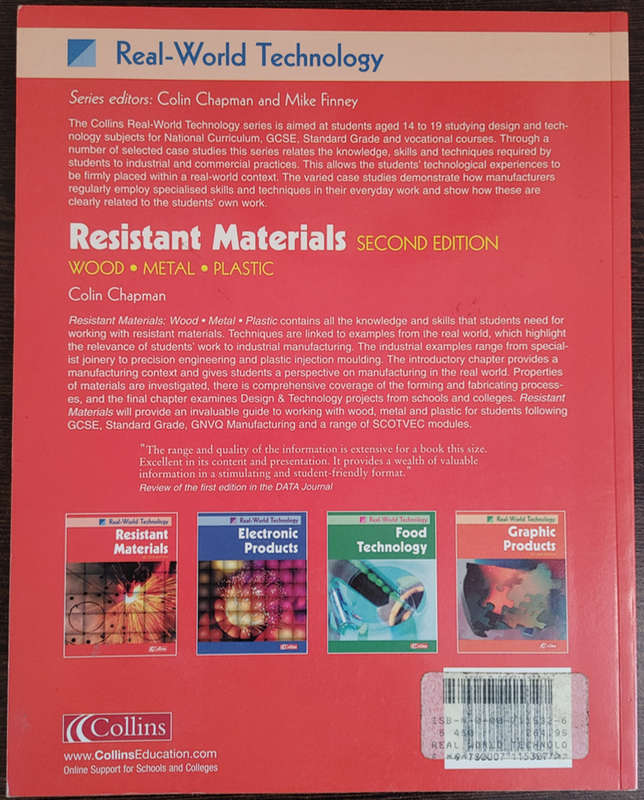 Real-World Technology
Series editors: Colin Chapman and Mike Finney
The Collins Real-World Technology series is aimed at students aged 14 to 19 studying design and tech-
nology subjects for National Curriculum, GCSE, Standard Grade and vocational courses. Through a
number of selected case studies this series relates the knowledge, skills and techniques required by
students to industrial and commercial practices. This allows the students' technological experiences to
be firmly placed within a real-world context. The varied case studies demonstrate how manufacturers
regularly employ specialised skills and techniques in their everyday work and show how these are
clearly related to the students' own work.
Resistant Materials SECOND EDITION
WOOD • METAL • PLASTIC
Colin Chapman
Resistant Materials: Wood • Metal • Plastic contains all the knowledge and skills that students need for
working with resistant materials. Techniques are linked to examples from the real world, which highlight
the relevance of students' work to industrial manufacturing. The industrial examples range from special-
ist joinery to precision engineering and plastic injection moulding. The introductory chapter provides a
manufacturing context and gives students a perspective on manufacturing in the real world. Properties
of materials are investigated, there is comprehensive coverage of the forming and fabricating process-
es, and the final chapter examines Design & Technology projects from schools and colleges. Resistant
Materials will provide an invaluable guide to working with wood, metal and plastic for students following
GCSE, Standard Grade, GNVQ Manufacturing and a range of SCOTVEC modules.
"The range and quality of the information is extensive for a book this size.
Excellent in its content and presentation. It provides a wealth of valuable
information in a stimulating and student-friendly format."
Review of the first edition in the DATA Journal
Real-World Technology
Resistant
Materials
Collins
Real-World Technology
Electronic
Products
Collins
Real-World Technology
Food
Technology
Collins
Real-World Technology
Graphic
Products
Collins
Collins
www.CollinsEducation.com
Online Support for Schools and Colleges
REAL WORLD TECHNOLO